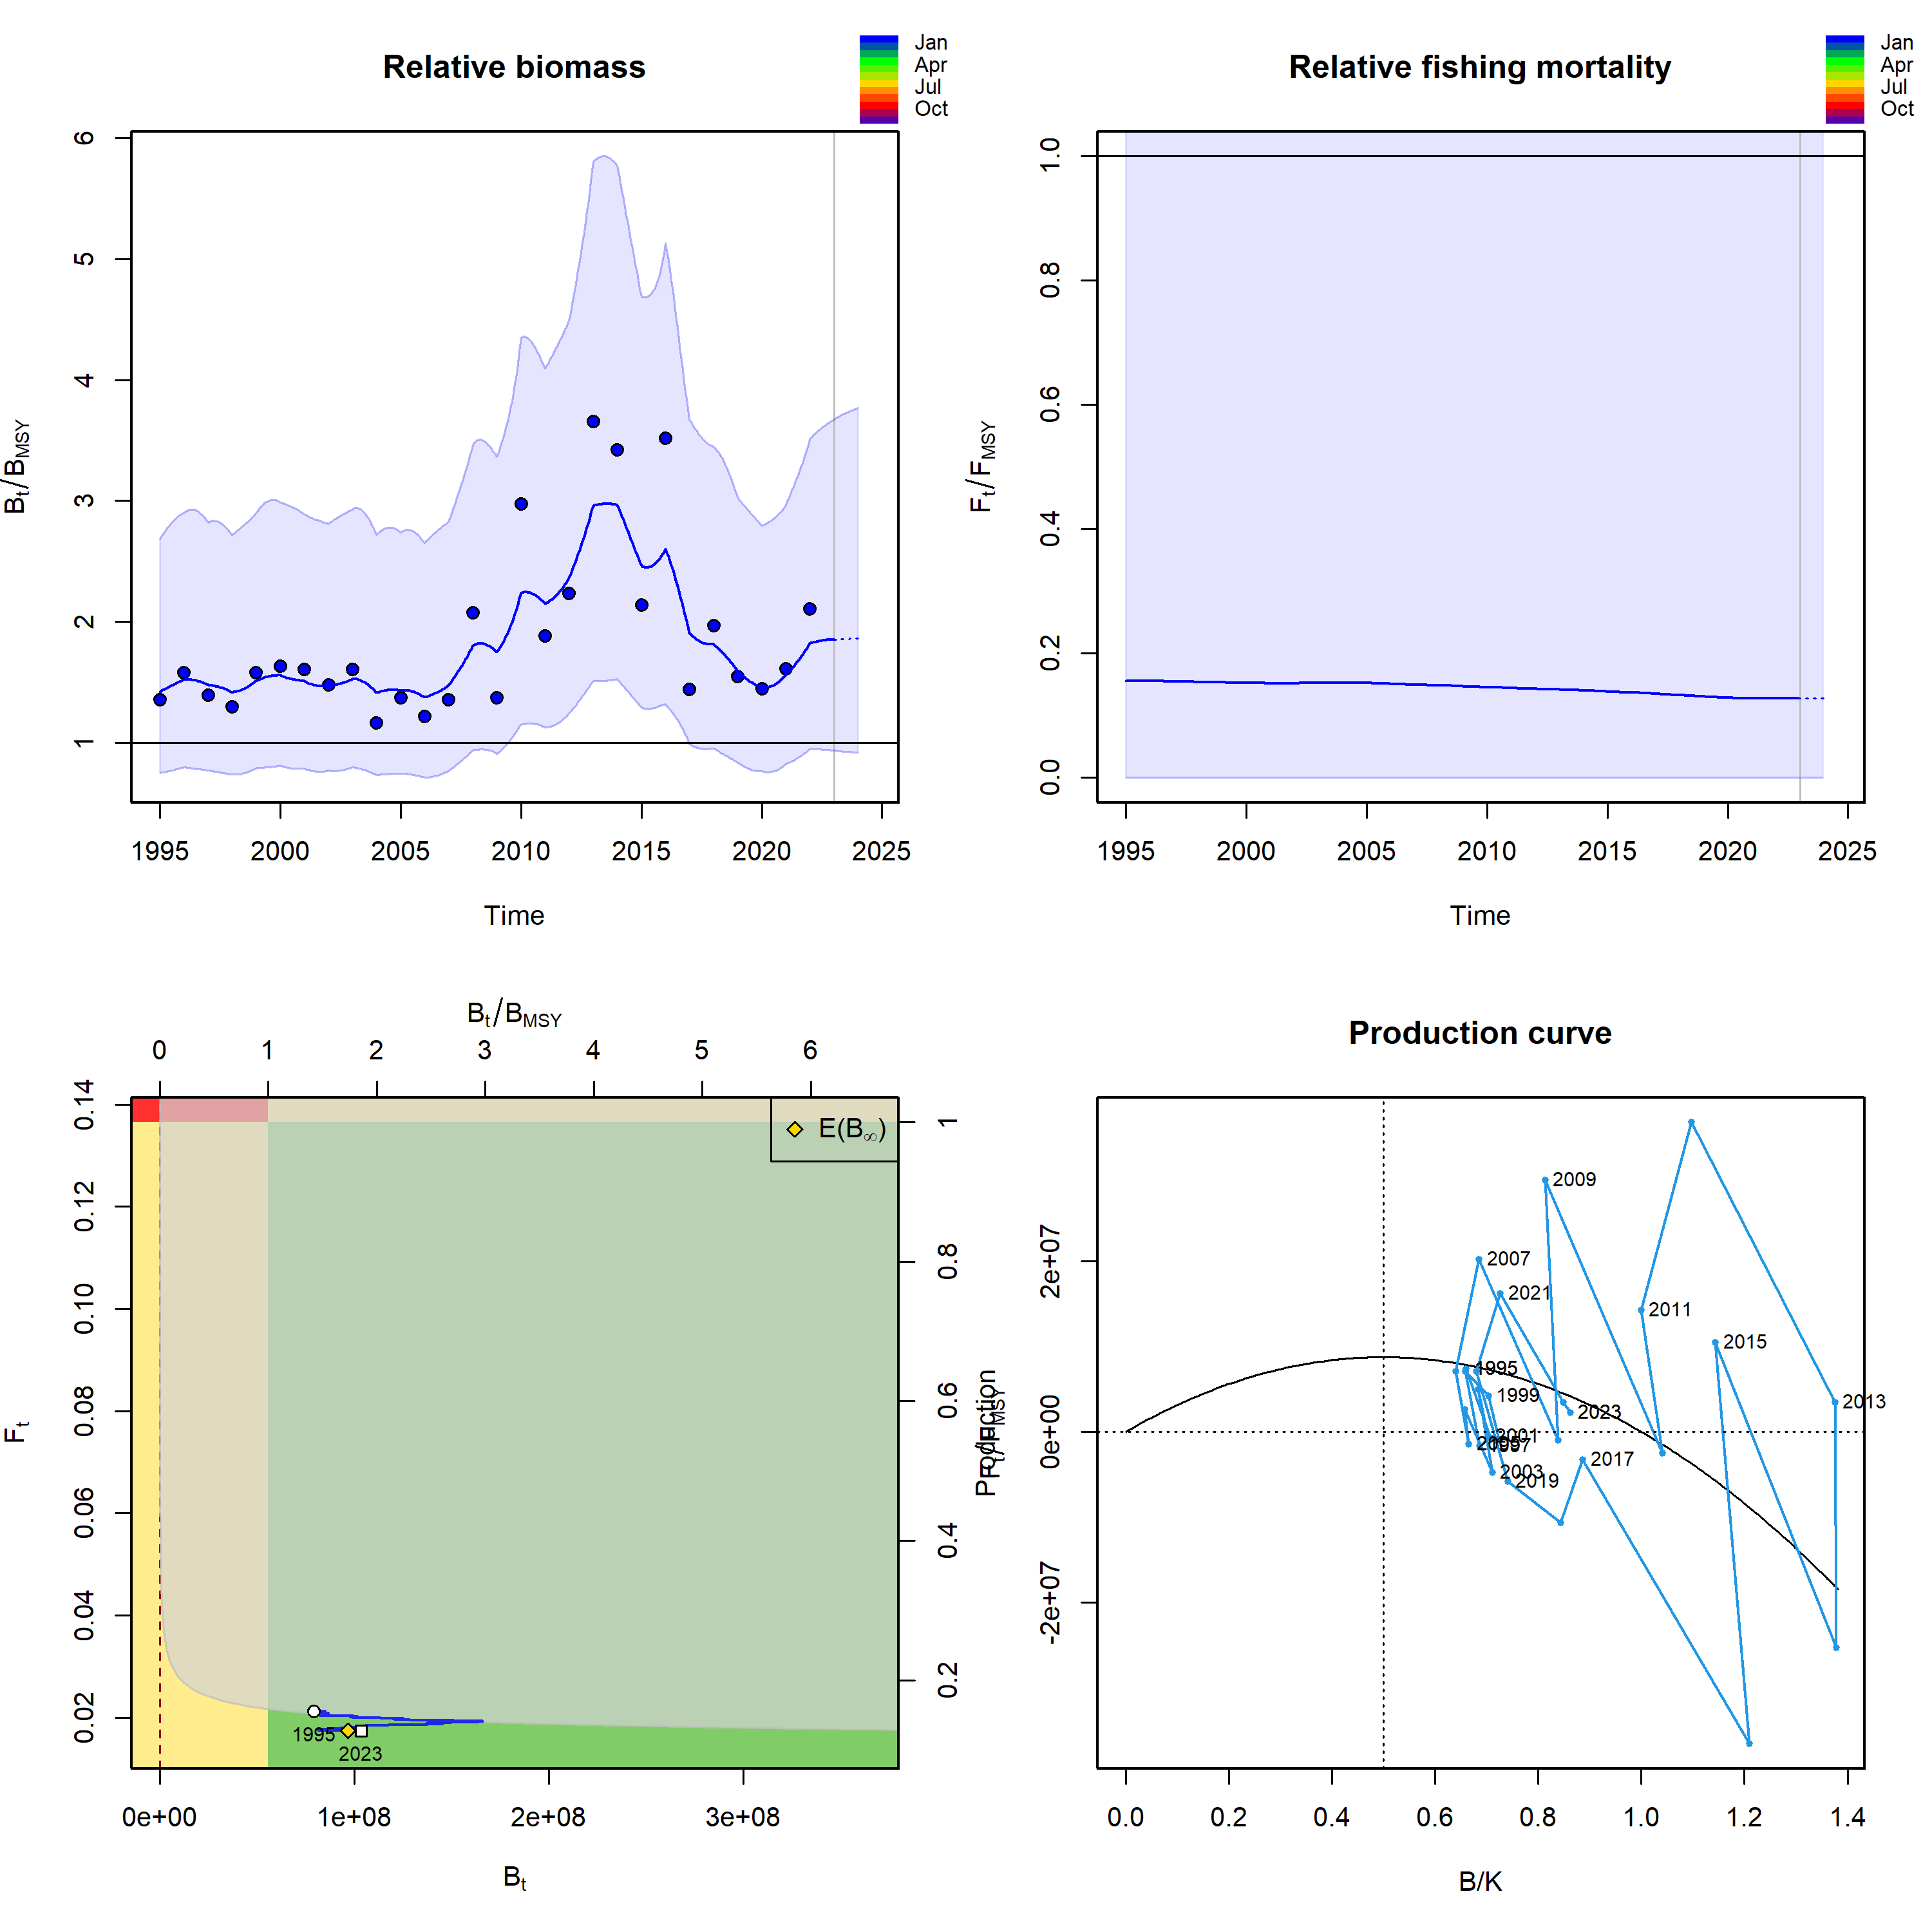 Relative biomass
Jan
Apr
Jul
Oct
6
5
4
3
2
1
Bt/BMSY
1995 2000 2005 2010 2015 2020 2025
Time
Relative fishing mortality
Jan
Apr
Jul
Oct
1.0
0.8
0.6
0.4
0.2
0.0
Ft/FMSY
1995 2000 2005 2010 2015 2020 2025
Time
Bt/BMSY
0 1 2 3 4 5 6
0.14
0.12
0.10
0.08
0.06
0.04
0.02
Ft
E(B∞)
1
0.8
0.6
0.4
0.2
Ft/FMSY
1995
2023
0e+00 1e+08 2e+08 3e+08
Bt
Production curve
Production
2e+07
0e+00
-2e+07
2009
2007
2021
2011
2015
1995
1999
2013
2023
2001
2005
1997
2017
2003
2019
0.0 0.2 0.4 0.6 0.8 1.0 1.2 1.4
B/K